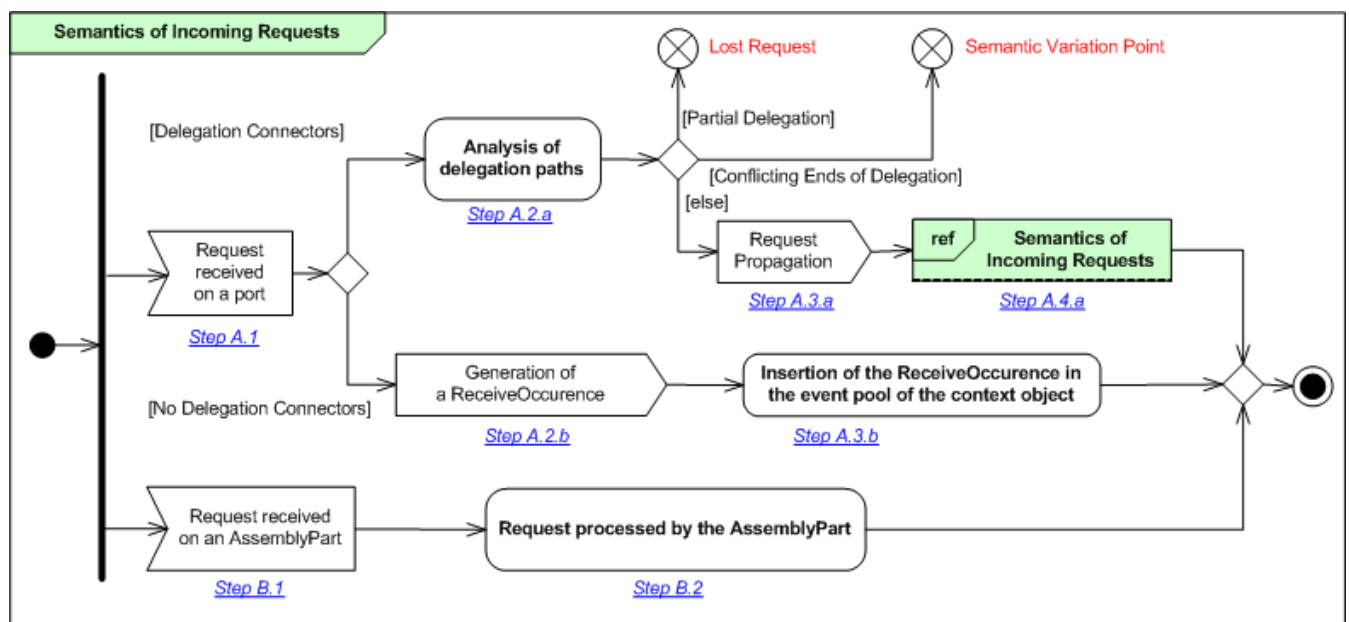 Semantics of Incoming Requests
Lost Request
Semantic Variation Point
[Delegation Connectors]
[Partial Delegation]
Analysis of
delegation paths
[Conflicting Ends of Delegation]
Step A.2.a
[else]
Request
received
on a port
Step A.1
Request
Propagation
Step A.3.a
ref
Semantics of
Incoming Requests
Step A.4.a
[No Delegation Connectors]
Generation of
a ReceiveOccurence
Step A.2.b
Insertion of the ReceiveOccurence in
the event pool of the context object
Step A.3.b
Request received
on an AssemblyPart
Step B.1
Request processed by the AssemblyPart
Step B.2